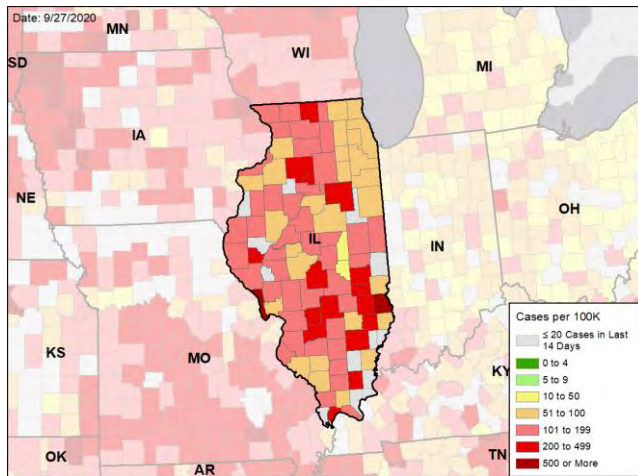 Date: 9/27/2020
MN
SD
WI
MI
IA
NE
IL
IN
OH
KS
MO
KY
OK
AR
TN
Cases per 100K
≤ 20 Cases in Last
14 Days
0 to 4
5 to 9
10 to 50
51 to 100
101 to 199
200 to 499
500 or More